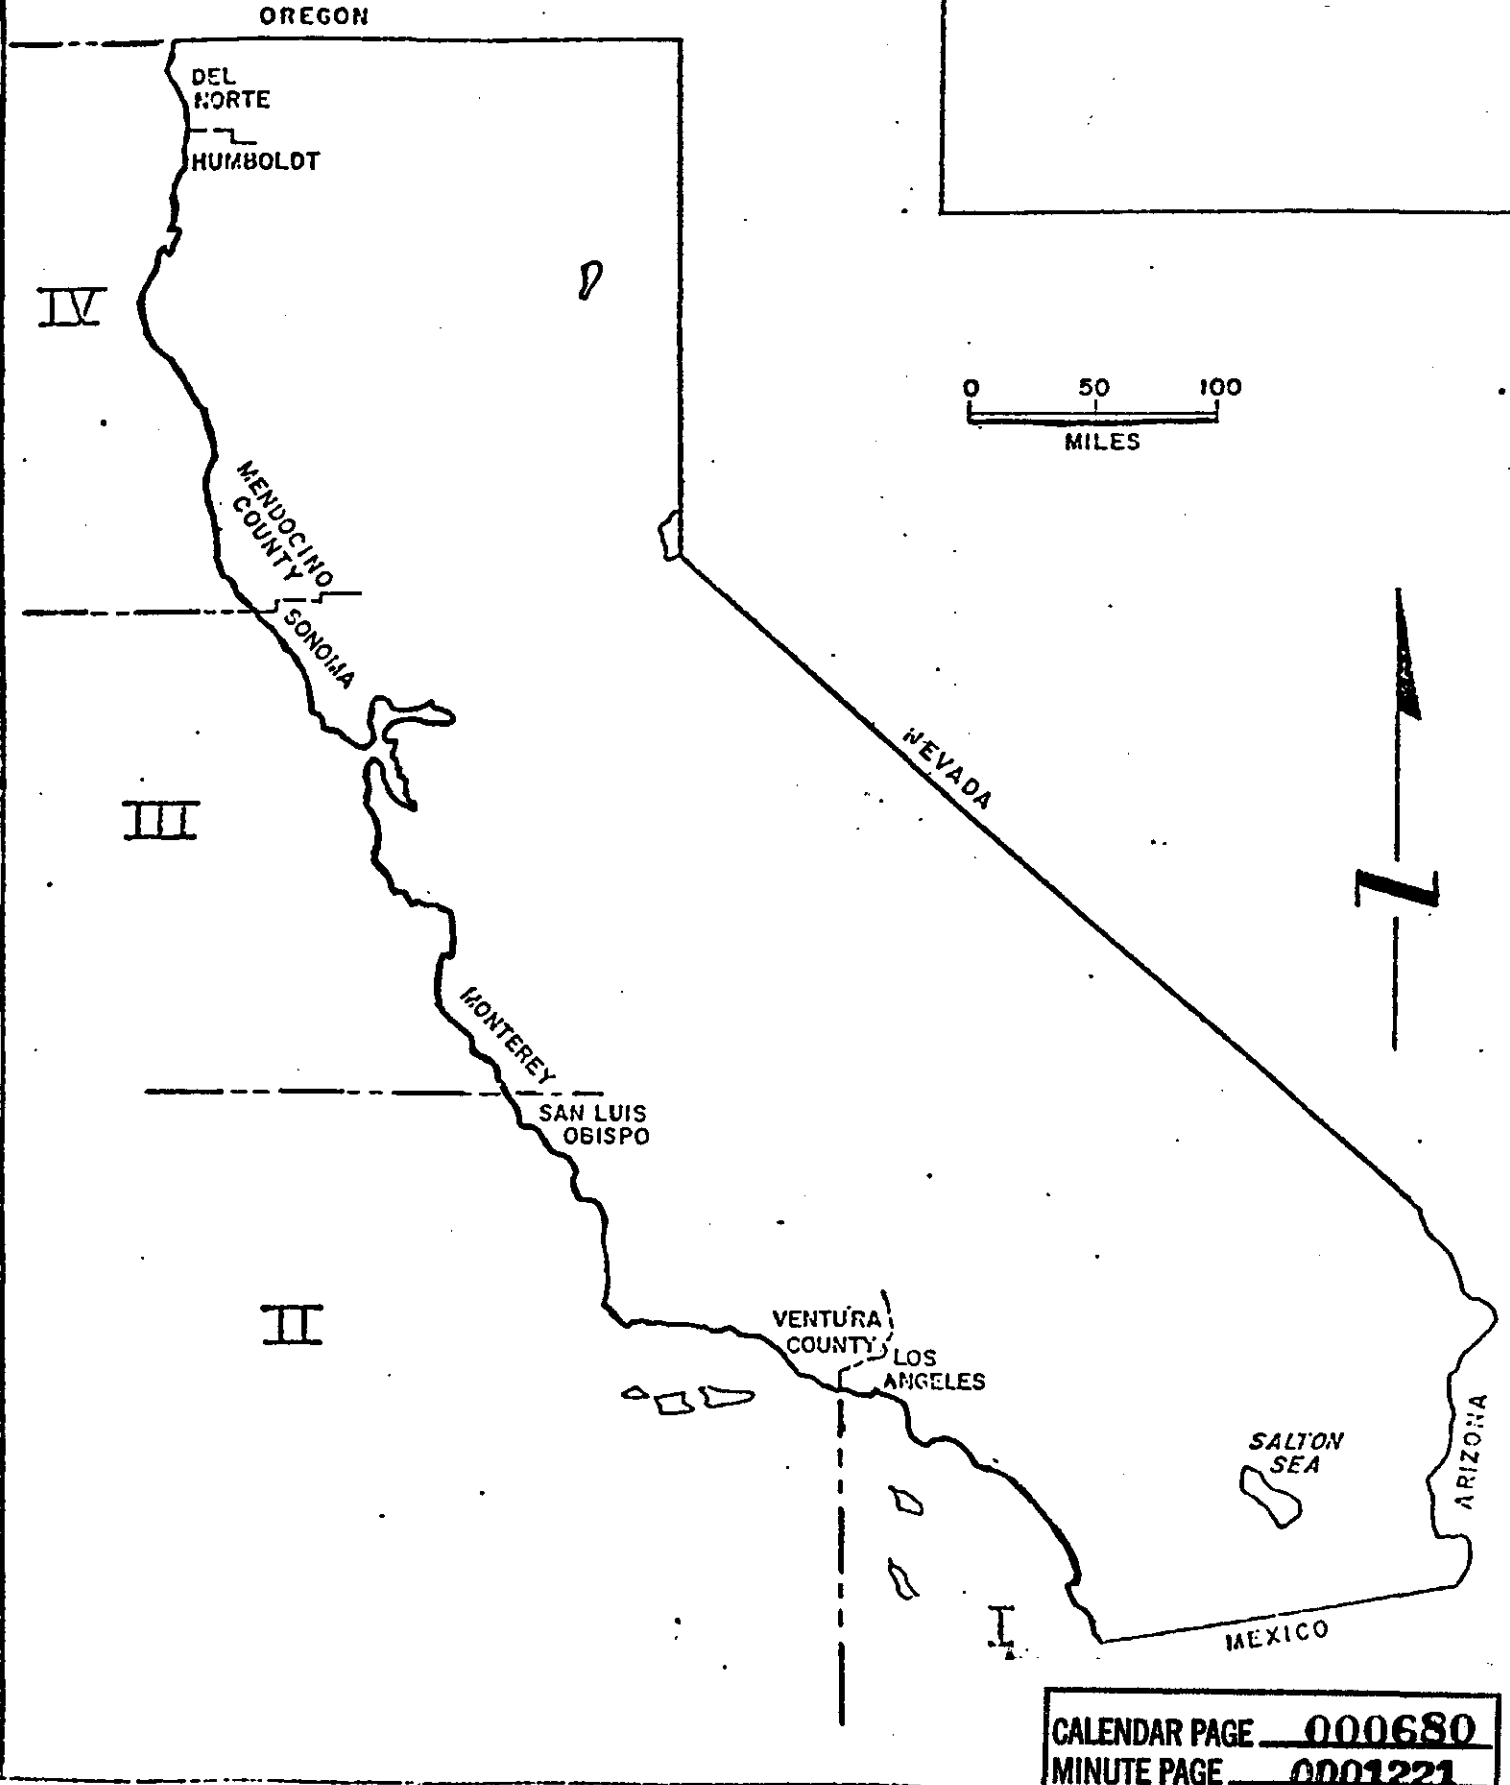 OREGON
DEL
NORTE
HUMBOLDT
IV
0 50 100
MILES
MENDOCINO
COUNTY
SONOMA
NEVADA
III
N
MONTEREY
SAN LUIS
OBISPO
II
VENTURA
COUNTY
LOS
ANGELES
SALTON
SEA
ARIZONA
I
MEXICO
CALENDAR PAGE 000680
MINUTE PAGE 0001221